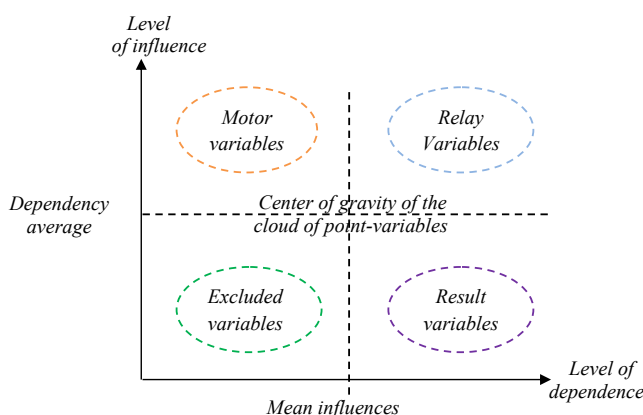 Level
of influence
Motor
variables
Relay
Variables
Dependency
average
Center of gravity of the
cloud of point-variables
Excluded
variables
Result
variables
Level of
dependence
Mean influences